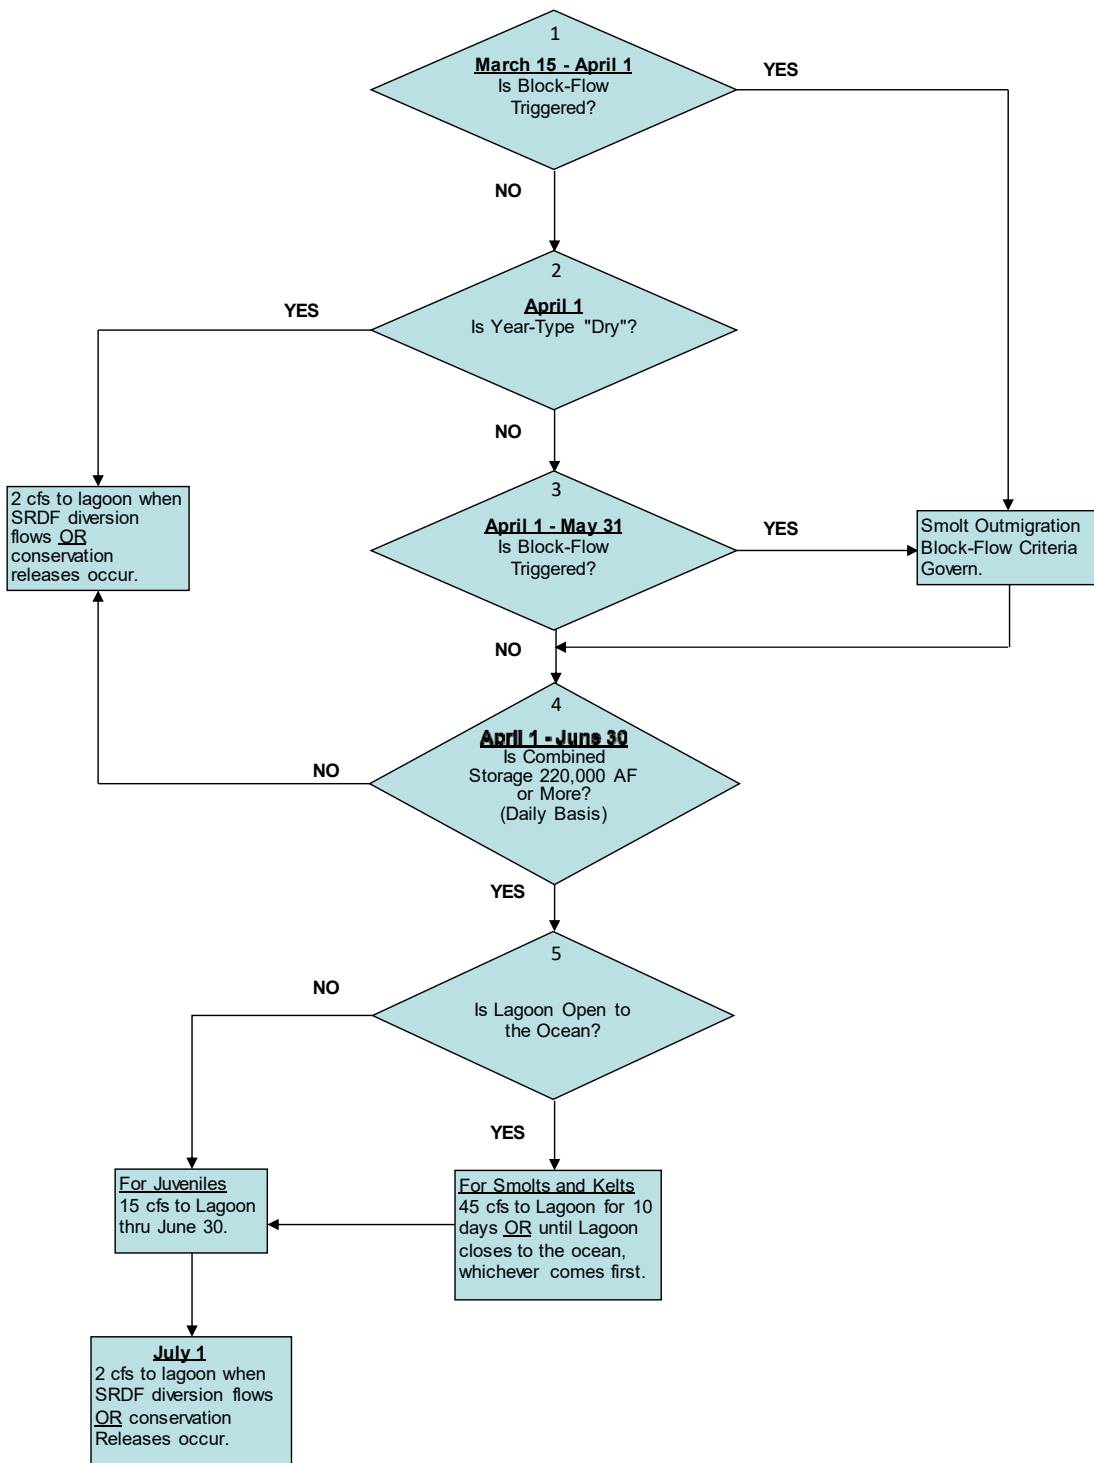 1
March 15 - April 1
Is Block-Flow
Triggered?
YES
NO
2
April 1
Is Year-Type "Dry"?
YES
NO
2 cfs to lagoon when
SRDF diversion
flows OR
conservation
releases occur.
3
April 1 - May 31
Is Block-Flow
Triggered?
YES
Smolt Outmigration
Block-Flow Criteria
Govern.
NO
4
April 1 - June 30
Is Combined
Storage 220,000 AF
or More?
(Daily Basis)
NO
YES
5
Is Lagoon Open to
the Ocean?
NO
YES
For Juveniles
15 cfs to Lagoon
thru June 30.
For Smolts and Kelts
45 cfs to Lagoon for 10
days OR until Lagoon
closes to the ocean,
whichever comes first.
July 1
2 cfs to lagoon when
SRDF diversion flows
OR conservation
Releases occur.